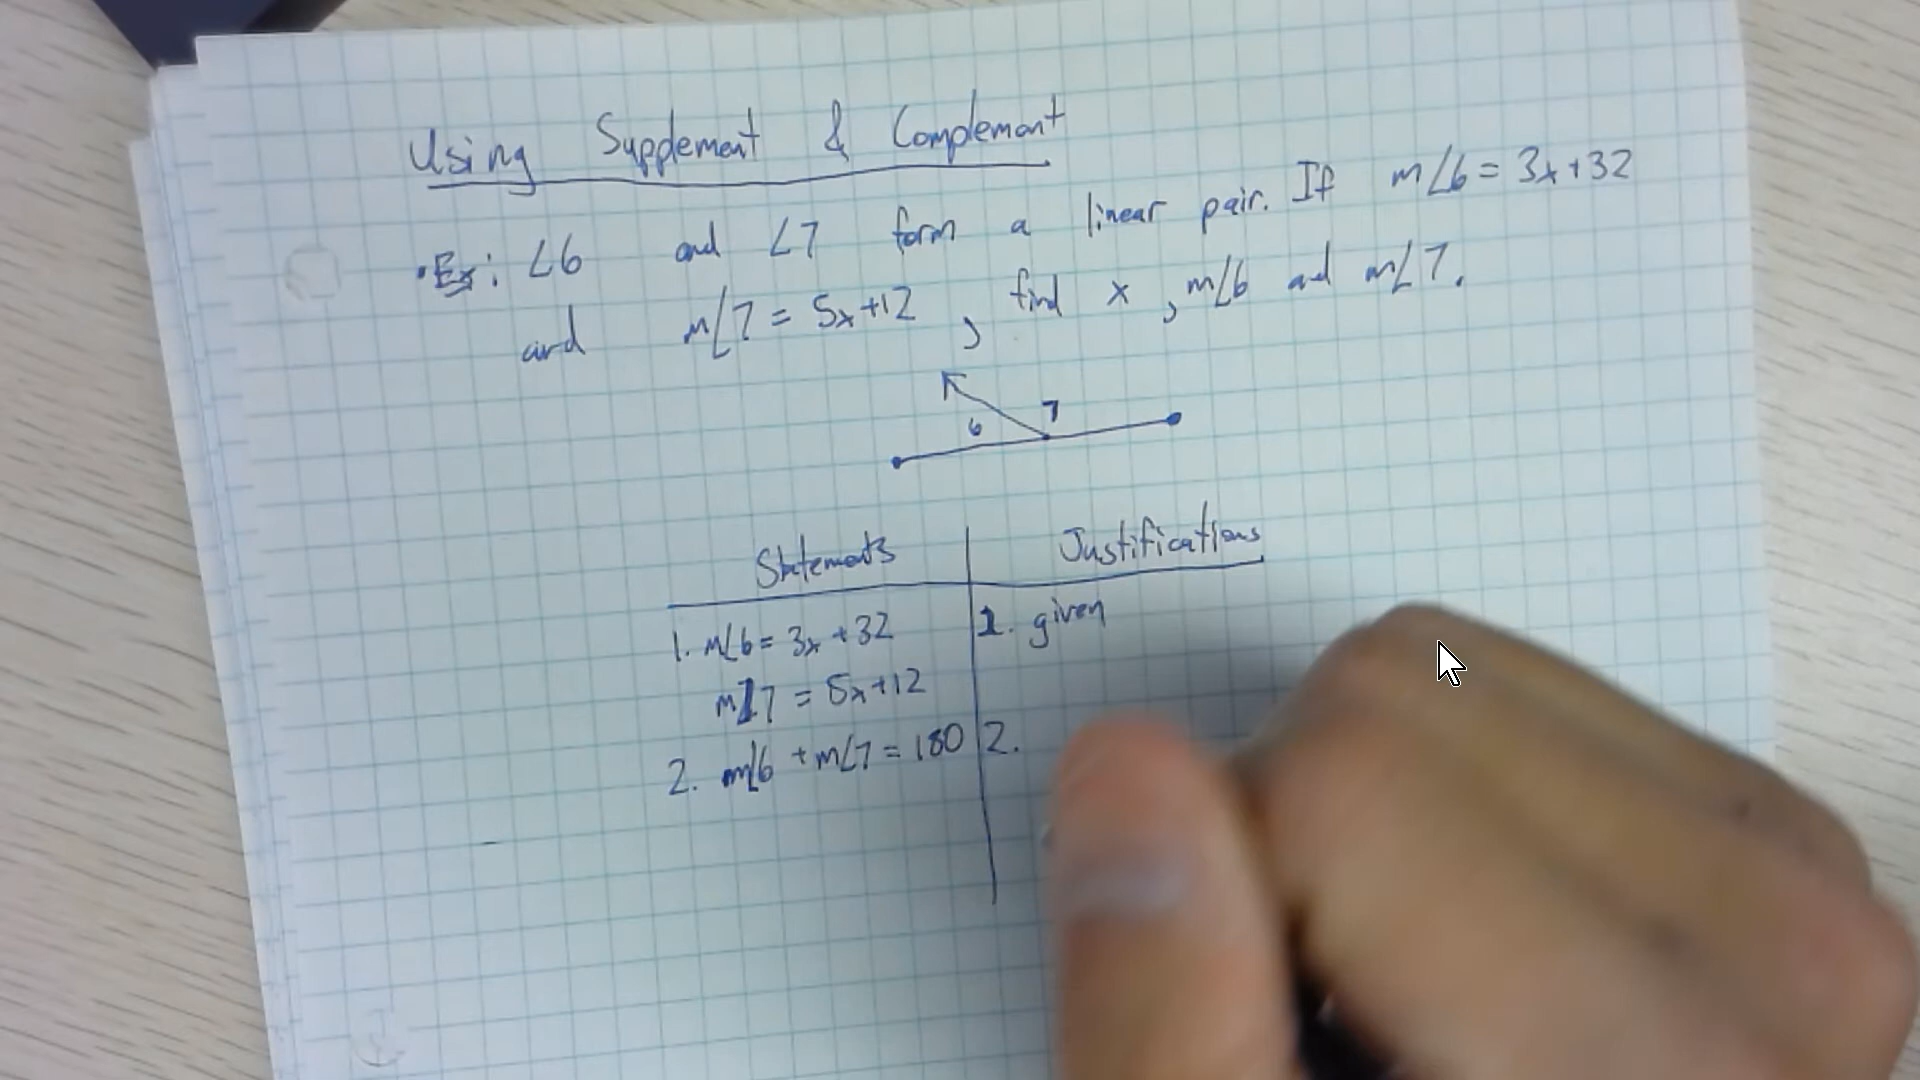 Using Supplement & Complement
• Ex: ∠6 and ∠7 form a linear pair. If m∠6 = 3x+32
and m∠7 = 5x+12, find x, m∠6 and m∠7.
6 7
Statements Justifications
1. m∠6 = 3x+32 1. given
m∠7 = 5x+12
2. m∠6 + m∠7 = 180 2.